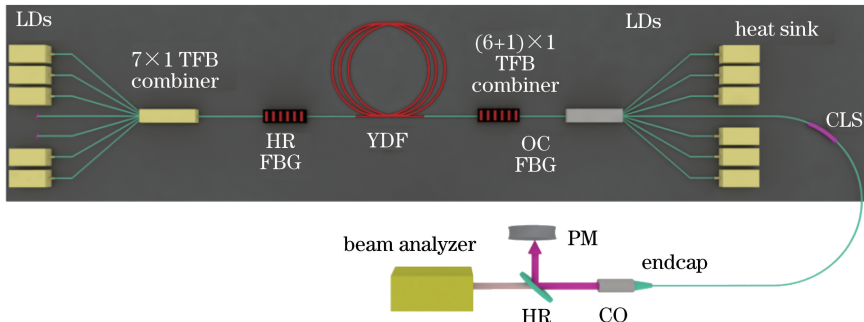 LDs
7×1 TFB
combiner
HR
FBG
YDF
(6+1)×1
TFB
combiner
OC
FBG
LDs
heat sink
CLS
beam analyzer
PM
endcap
HR
CO